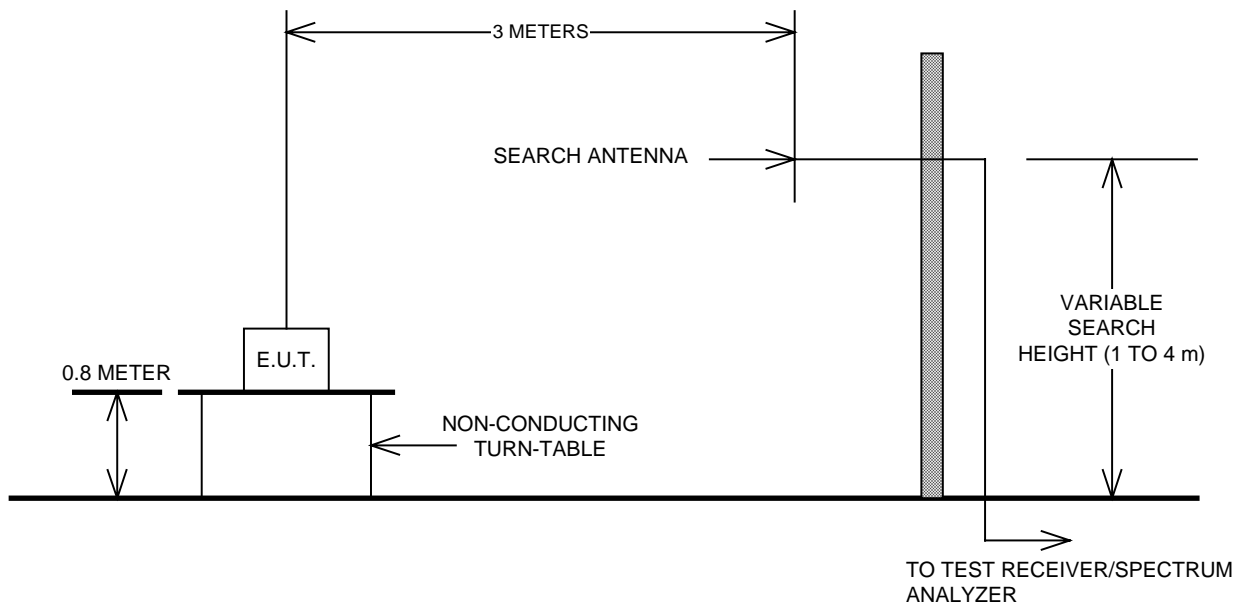 3 METERS
SEARCH ANTENNA
E.U.T.
0.8 METER
NON-CONDUCTING
TURN-TABLE
VARIABLE
SEARCH
HEIGHT (1 TO 4 m)
TO TEST RECEIVER/SPECTRUM
ANALYZER